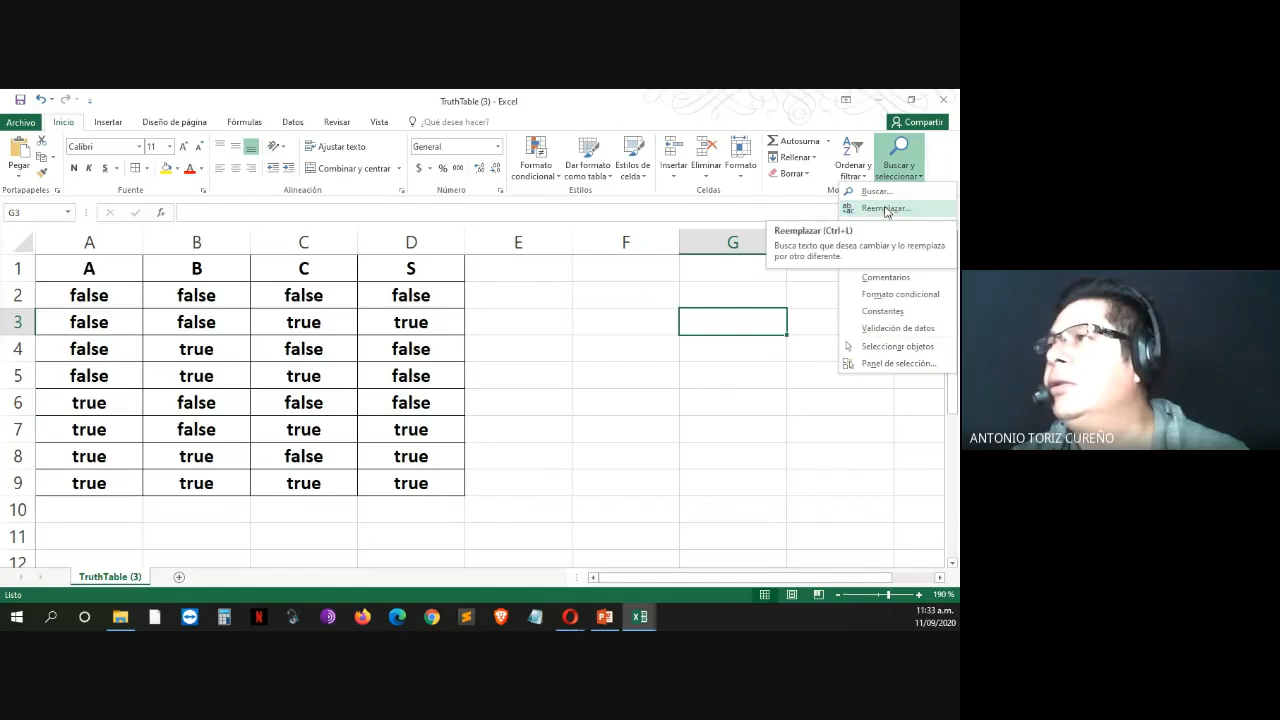 TruthTable (3) - Excel
Archivo Inicio Insertar Diseño de página Fórmulas Datos Revisar Vista ¿Qué desea hacer? Compartir
Pegar
Calibri 11
N K S
Ajustar texto
Combinar y centrar
General
$ % 000
Formato condicional
Dar formato como tabla
Estilos de celda
Insertar Eliminar Formato
Autosuma
Rellenar
Borrar
Ordenar y filtrar
Buscar y seleccionar
Portapapeles Fuente Alineación Número Estilos Celdas
Buscar...
Reemplazar...
Reemplazar (Ctrl+L)
Busca texto que desea cambiar y lo reemplaza
por otro diferente.
Comentarios
Formato condicional
Constantes
Validación de datos
Seleccionar objetos
Panel de selección...
G3 fx
A B C D E F G
1 A B C S
2 false false false false
3 false false true true
4 false true false false
5 false true true false
6 true false false false
7 true false true true
8 true true false true
9 true true true true
10
11
12
TruthTable (3)
Listo 190 %
11:33 a.m.
11/09/2020
ANTONIO TORIZ CUREÑO